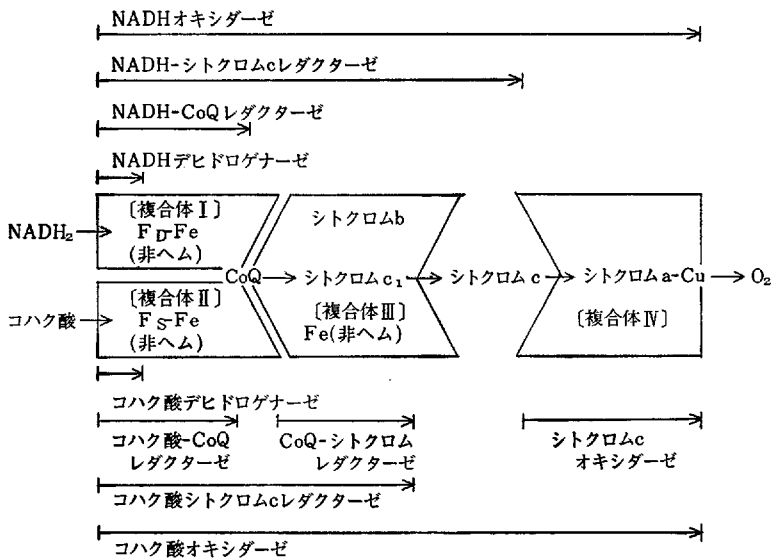 NADHオキシダーゼ
NADH-シトクロムcレダクターゼ
NADH-CoQレダクターゼ
NADHデヒドロゲナーゼ
〔複合体Ⅰ〕
F_D-Fe
(非ヘム)
シトクロムb
NADH₂
CoQ
シトクロムc₁
シトクロムc
シトクロムa-Cu
O₂
コハク酸
〔複合体Ⅱ〕
F_S-Fe
(非ヘム)
〔複合体Ⅲ〕
Fe(非ヘム)
〔複合体Ⅳ〕
コハク酸デヒドロゲナーゼ
コハク酸-CoQ
レダクターゼ
CoQ-シトクロム
レダクターゼ
シトクロムc
オキシダーゼ
コハク酸シトクロムcレダクターゼ
コハク酸オキシダーゼ